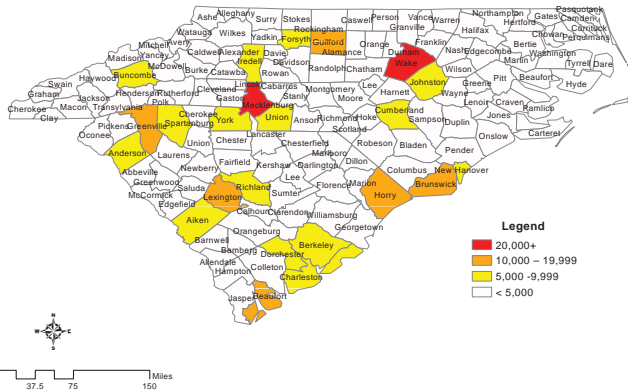 Ashe Alleghany Surry Stokes Rockingham Caswell Person Vance Granville Warren Northampton Hertford Gates Pasquotank Camden Currituck Perquimans
Watauga Wilkes Yadkin Forsyth Guilford Alamance Orange Durham Franklin Halifax Bertie Chowan
Mitchell Avery Yancey Caldwell Alexander Iredell Davie Davidson Randolph Chatham Wake Nash Edgecombe Martin Washington Tyrrell Dare
Madison McDowell Burke Catawba Rowan Johnston Wilson Pitt Beaufort Hyde
Swain Haywood Buncombe Rutherford Cleveland Lincoln Cabarrus Montgomery Lee Harnett Wayne Greene
Graham Jackson Henderson Polk Gaston Mecklenburg Stanly Moore Lenoir Craven Pamlico
Cherokee Macon Transylvania Clay
Cherokee York Union Anson Richmond Scotland Hoke Cumberland Sampson Duplin Jones Carteret
Pickens Greenville Spartanburg Lancaster Onslow
Oconee Union Chester Chesterfield Marlboro Robeson Bladen Pender
Anderson Laurens Fairfield Kershaw Darlington Dillon Columbus New Hanover
Abbeville Newberry Lee Marion Brunswick
Greenwood Saluda Richland Sumter Florence Horry
McCormick Edgefield Lexington
Aiken Calhoun Clarendon Williamsburg Georgetown
Orangeburg Berkeley
Barnwell Bamberg Dorchester
Allendale Colleton Charleston
Hampton
Jasper Beaufort
Legend
20,000+
10,000 – 19,999
5,000 -9,999
< 5,000
N
W E
S
Miles
37.5 75 150